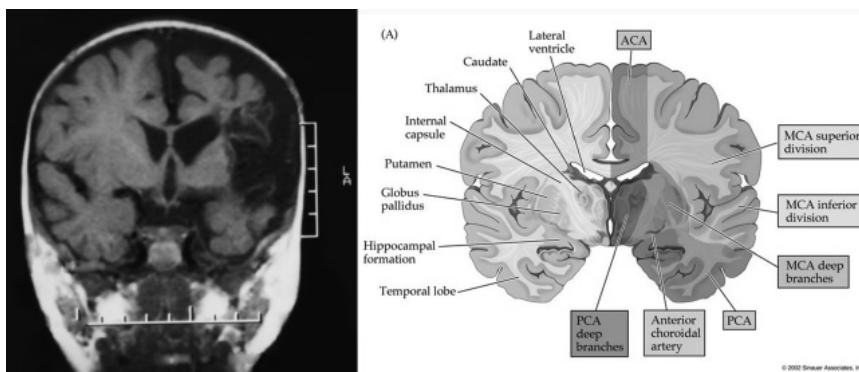 (A)
Lateral
ventricle
ACA
Caudate
Thalamus
Internal
capsule
Putamen
Globus
pallidus
Hippocampal
formation
Temporal lobe
MCA superior
division
MCA inferior
division
MCA deep
branches
PCA
deep
branches
Anterior
choroidal
artery
PCA
© 2002 Sinauer Associates, In